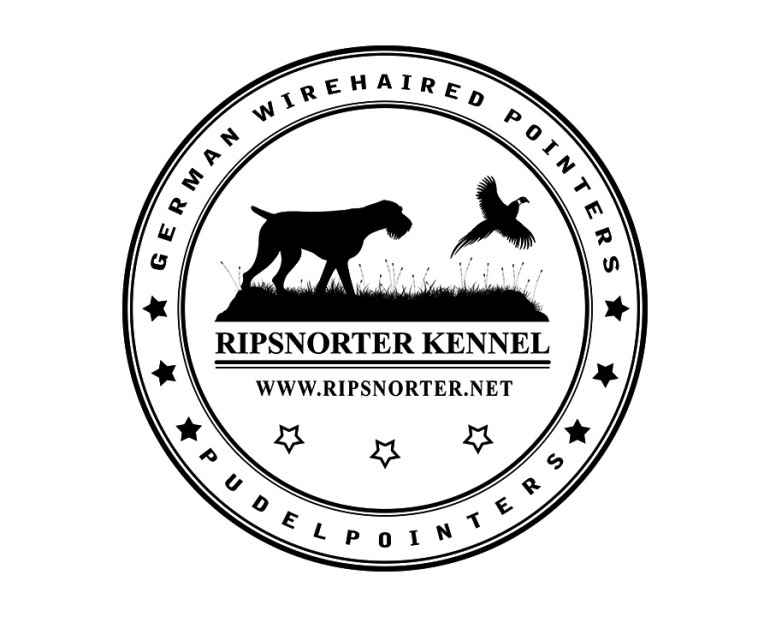 GERMAN WIREHAIRED POINTERS
RIPSNORTER KENNEL
WWW.RIPSNORTER.NET
PUDELPOINTERS